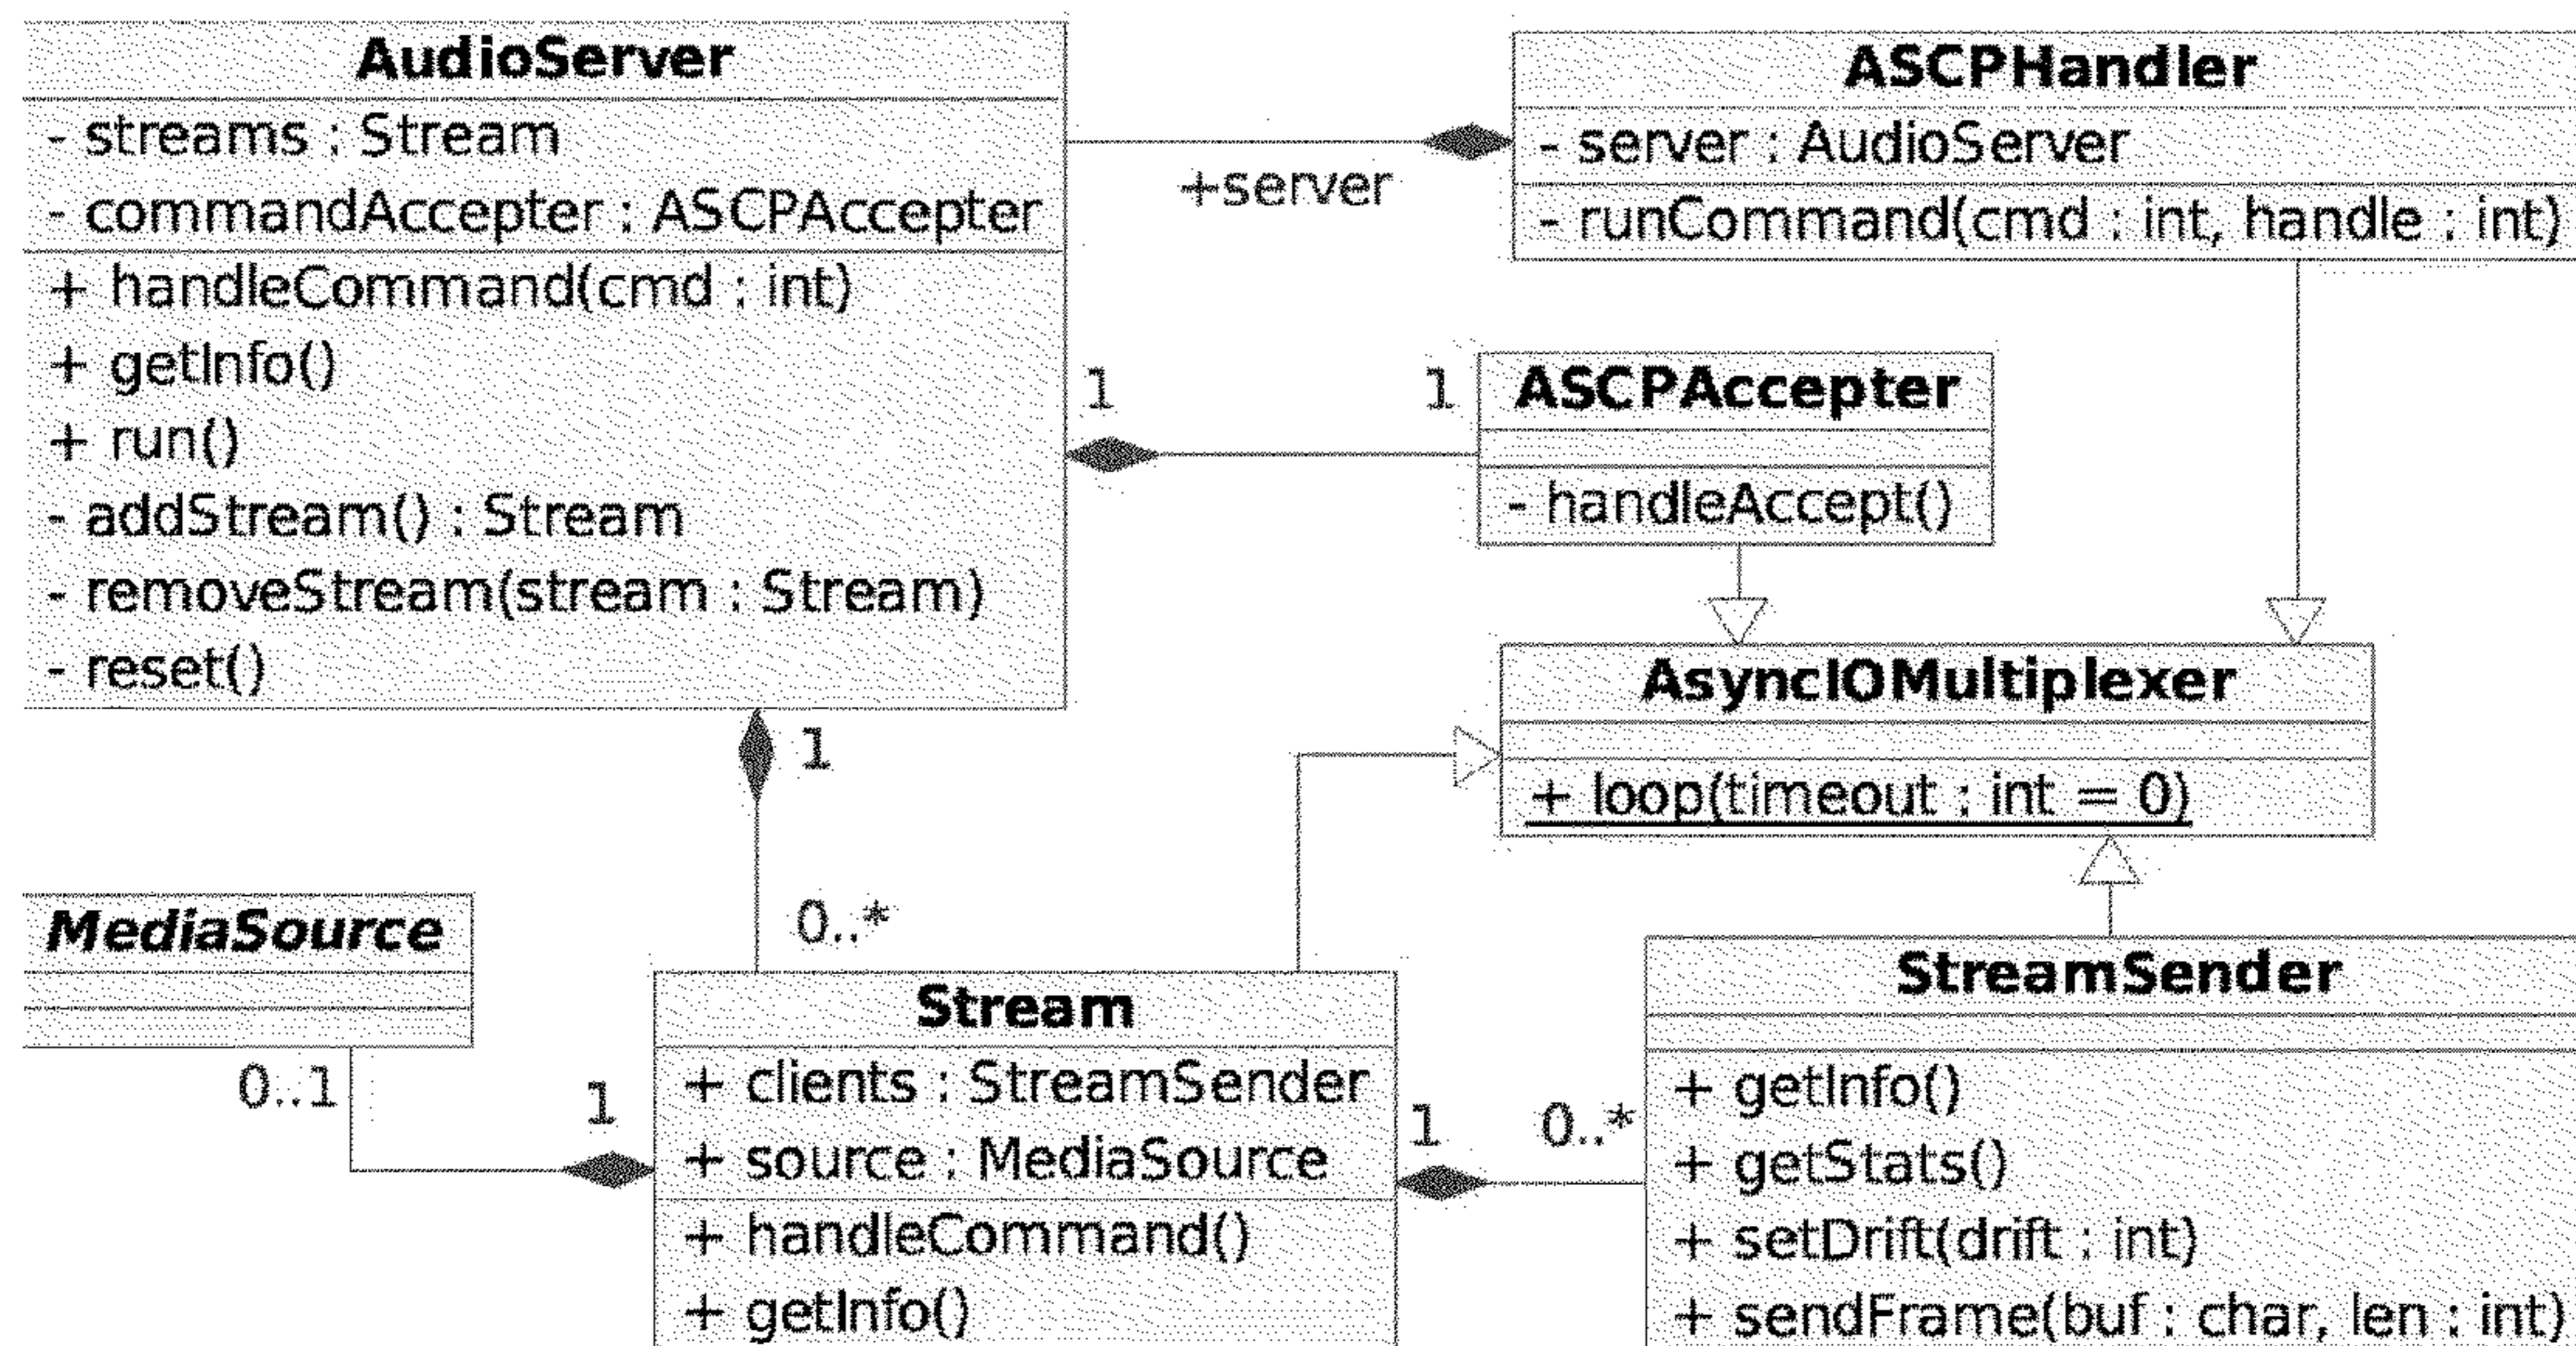 AudioServer
- streams : Stream
- commandAccepter : ASCPAccepter
+ handleCommand(cmd : int)
+ getInfo()
+ run()
- addStream() : Stream
- removeStream(stream : Stream)
- reset()
+server
ASCPHandler
- server : AudioServer
- runCommand(cmd : int, handle : int)
1
1
ASCPAccepter
- handleAccept()
AsyncIOMultiplexer
+ loop(timeout : int = 0)
1
0..*
MediaSource
0..1
1
Stream
+ clients : StreamSender
+ source : MediaSource
+ handleCommand()
+ getInfo()
1
0..*
StreamSender
+ getInfo()
+ getStats()
+ setDrift(drift : int)
+ sendFrame(buf : char, len : int)